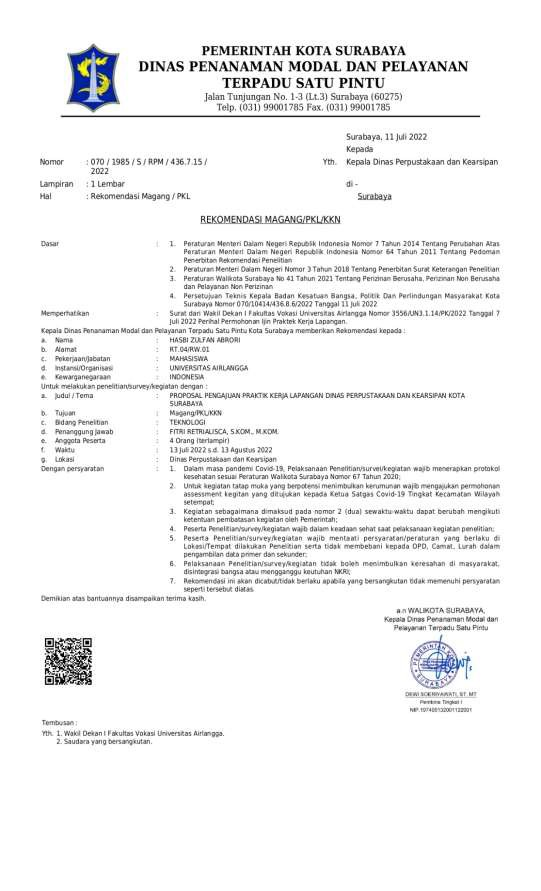 PEMERINTAH KOTA SURABAYA
DINAS PENANAMAN MODAL DAN PELAYANAN
TERPADU SATU PINTU
Jalan Tunjungan No. 1-3 (Lt.3) Surabaya (60275)
Telp. (031) 99001785 Fax. (031) 99001785
Surabaya, 11 Juli 2022
Kepada
Nomor : 070 / 1985 / S / RPM / 436.7.15 / Yth. Kepala Dinas Perpustakaan dan Kearsipan
2022
Lampiran : 1 Lembar di -
Hal : Rekomendasi Magang / PKL Surabaya
REKOMENDASI MAGANG/PKL/KKN
Dasar : 1. Peraturan Menteri Dalam Negeri Republik Indonesia Nomor 7 Tahun 2014 Tentang Perubahan Atas
Peraturan Menteri Dalam Negeri Republik Indonesia Nomor 64 Tahun 2011 Tentang Pedoman
Penerbitan Rekomendasi Penelitian
2. Peraturan Menteri Dalam Negeri Nomor 3 Tahun 2018 Tentang Penerbitan Surat Keterangan Penelitian
3. Peraturan Walikota Surabaya No 41 Tahun 2021 Tentang Perizinan Berusaha, Perizinan Non Berusaha
dan Pelayanan Non Perizinan
4. Persetujuan Teknis Kepala Badan Kesatuan Bangsa, Politik Dan Perlindungan Masyarakat Kota
Surabaya Nomor 070/10414/436.8.6/2022 Tanggal 11 Juli 2022
Memperhatikan : Surat dari Wakil Dekan I Fakultas Vokasi Universitas Airlangga Nomor 3556/UN3.1.14/PK/2022 Tanggal 7
Juli 2022 Perihal Permohonan Ijin Praktek Kerja Lapangan.
Kepala Dinas Penanaman Modal dan Pelayanan Terpadu Satu Pintu Kota Surabaya memberikan Rekomendasi kepada :
a. Nama : HASBI ZULFAN ABRORI
b. Alamat : RT.04/RW.01
c. Pekerjaan/Jabatan : MAHASISWA
d. Instansi/Organisasi : UNIVERSITAS AIRLANGGA
e. Kewarganegaraan : INDONESIA
Untuk melakukan penelitian/survey/kegiatan dengan :
a. Judul / Tema : PROPOSAL PENGAJUAN PRAKTIK KERJA LAPANGAN DINAS PERPUSTAKAAN DAN KEARSIPAN KOTA
SURABAYA
b. Tujuan : Magang/PKL/KKN
c. Bidang Penelitian : TEKNOLOGI
d. Penanggung Jawab : FITRI RETRIALISCA, S.KOM., M.KOM.
e. Anggota Peserta : 4 Orang (terlampir)
f. Waktu : 13 Juli 2022 s.d. 13 Agustus 2022
g. Lokasi : Dinas Perpustakaan dan Kearsipan
Dengan persyaratan : 1. Dalam masa pandemi Covid-19, Pelaksanaan Penelitian/survei/kegiatan wajib menerapkan protokol
kesehatan sesuai Peraturan Walikota Surabaya Nomor 67 Tahun 2020;
2. Untuk kegiatan tatap muka yang berpotensi menimbulkan kerumunan wajib mengajukan permohonan
assessment kegitan yang ditujukan kepada Ketua Satgas Covid-19 Tingkat Kecamatan Wilayah
setempat;
3. Kegiatan sebagaimana dimaksud pada nomor 2 (dua) sewaktu-waktu dapat berubah mengikuti
ketentuan pembatasan kegiatan oleh Pemerintah;
4. Peserta Penelitian/survey/kegiatan wajib dalam keadaan sehat saat pelaksanaan kegiatan penelitian;
5. Peserta Penelitian/survey/kegiatan wajib mentaati persyaratan/peraturan yang berlaku di
Lokasi/Tempat dilakukan Penelitian serta tidak membebani kepada OPD, Camat, Lurah dalam
pengambilan data primer dan sekunder;
6. Pelaksanaan Penelitian/survey/kegiatan tidak boleh menimbulkan keresahan di masyarakat,
disintegrasi bangsa atau mengganggu keutuhan NKRI;
7. Rekomendasi ini akan dicabut/tidak berlaku apabila yang bersangkutan tidak memenuhi persyaratan
seperti tersebut diatas.
Demikian atas bantuannya disampaikan terima kasih.
a.n WALIKOTA SURABAYA,
Kepala Dinas Penanaman Modal dan
Pelayanan Terpadu Satu Pintu
PEMERINTAH
SURABAYA
DEWI SOERIYAWATI, ST. MT
Pembina Tingkat I
NIP.197405132001122001
Tembusan :
Yth. 1. Wakil Dekan I Fakultas Vokasi Universitas Airlangga.
2. Saudara yang bersangkutan.